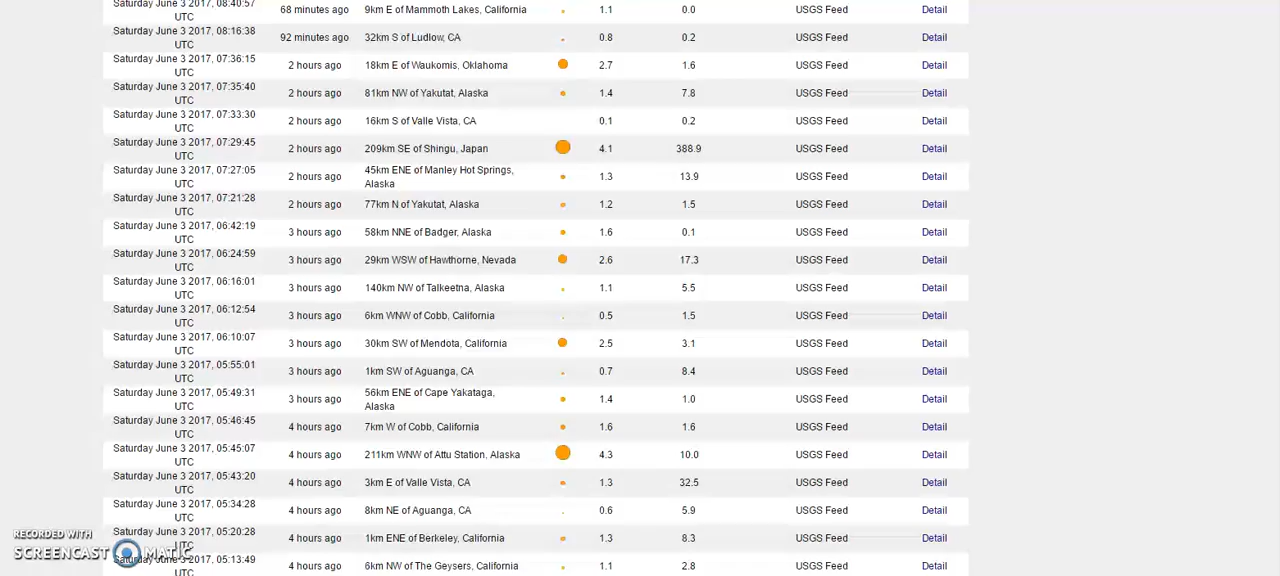 Saturday June 3 2017, 08:40:57 UTC 68 minutes ago 9km E of Mammoth Lakes, California 1.1 0.0 USGS Feed Detail
Saturday June 3 2017, 08:16:38 UTC 92 minutes ago 32km S of Ludlow, CA 0.8 0.2 USGS Feed Detail
Saturday June 3 2017, 07:36:15 UTC 2 hours ago 18km E of Waukomis, Oklahoma 2.7 1.6 USGS Feed Detail
Saturday June 3 2017, 07:35:40 UTC 2 hours ago 81km NW of Yakutat, Alaska 1.4 7.8 USGS Feed Detail
Saturday June 3 2017, 07:33:30 UTC 2 hours ago 16km S of Valle Vista, CA 0.1 0.2 USGS Feed Detail
Saturday June 3 2017, 07:29:45 UTC 2 hours ago 209km SE of Shingu, Japan 4.1 388.9 USGS Feed Detail
Saturday June 3 2017, 07:27:05 UTC 2 hours ago 45km ENE of Manley Hot Springs, Alaska 1.3 13.9 USGS Feed Detail
Saturday June 3 2017, 07:21:28 UTC 2 hours ago 77km N of Yakutat, Alaska 1.2 1.5 USGS Feed Detail
Saturday June 3 2017, 06:42:19 UTC 3 hours ago 58km NNE of Badger, Alaska 1.6 0.1 USGS Feed Detail
Saturday June 3 2017, 06:24:59 UTC 3 hours ago 29km WSW of Hawthorne, Nevada 2.6 17.3 USGS Feed Detail
Saturday June 3 2017, 06:16:01 UTC 3 hours ago 140km NW of Talkeetna, Alaska 1.1 5.5 USGS Feed Detail
Saturday June 3 2017, 06:12:54 UTC 3 hours ago 6km WNW of Cobb, California 0.5 1.5 USGS Feed Detail
Saturday June 3 2017, 06:10:07 UTC 3 hours ago 30km SW of Mendota, California 2.5 3.1 USGS Feed Detail
Saturday June 3 2017, 05:55:01 UTC 3 hours ago 1km SW of Aguanga, CA 0.7 8.4 USGS Feed Detail
Saturday June 3 2017, 05:49:31 UTC 3 hours ago 56km ENE of Cape Yakataga, Alaska 1.4 1.0 USGS Feed Detail
Saturday June 3 2017, 05:46:45 UTC 4 hours ago 7km W of Cobb, California 1.6 1.6 USGS Feed Detail
Saturday June 3 2017, 05:45:07 UTC 4 hours ago 211km WNW of Attu Station, Alaska 4.3 10.0 USGS Feed Detail
Saturday June 3 2017, 05:43:20 UTC 4 hours ago 3km E of Valle Vista, CA 1.3 32.5 USGS Feed Detail
Saturday June 3 2017, 05:34:28 UTC 4 hours ago 8km NE of Aguanga, CA 0.6 5.9 USGS Feed Detail
Saturday June 3 2017, 05:20:28 UTC 4 hours ago 1km ENE of Berkeley, California 1.3 8.3 USGS Feed Detail
Saturday June 3 2017, 05:13:49 UTC 4 hours ago 6km NW of The Geysers, California 1.1 2.8 USGS Feed Detail
RECORDED WITH
SCREENCAST MATIC